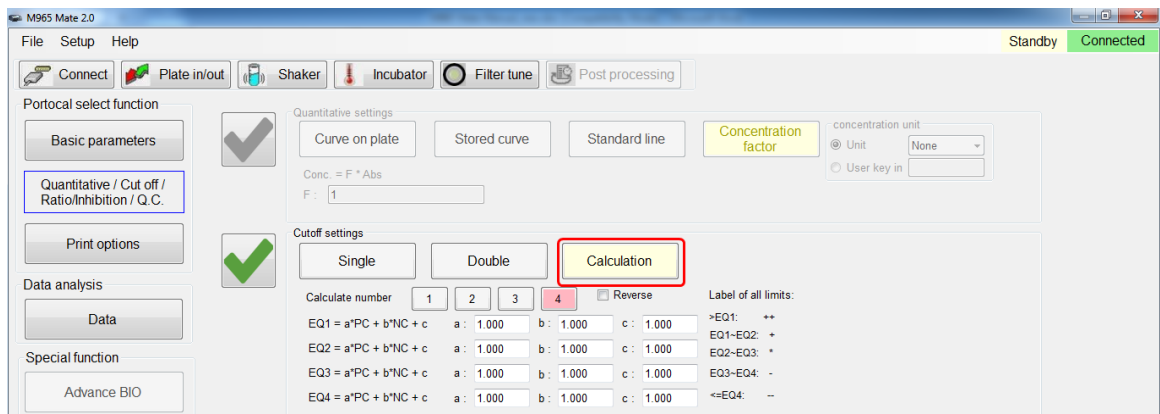 M965 Mate 2.0
File Setup Help Standby Connected
Connect Plate in/out Shaker Incubator Filter tune Post processing
Portocal select function
Basic parameters
Quantitative / Cut off /
Ratio/Inhibition / Q.C.
Print options
Data analysis
Data
Special function
Advance BIO
Quantitative settings
Curve on plate Stored curve Standard line Concentration
factor
concentration unit
Unit None
User key in
Conc. = F * Abs
F : 1
Cutoff settings
Single Double Calculation
Calculate number 1 2 3 4 Reverse
EQ1 = a*PC + b*NC + c a : 1.000 b : 1.000 c : 1.000
EQ2 = a*PC + b*NC + c a : 1.000 b : 1.000 c : 1.000
EQ3 = a*PC + b*NC + c a : 1.000 b : 1.000 c : 1.000
EQ4 = a*PC + b*NC + c a : 1.000 b : 1.000 c : 1.000
Label of all limits:
>EQ1: ++
EQ1~EQ2: +
EQ2~EQ3: *
EQ3~EQ4: -
<=EQ4: --